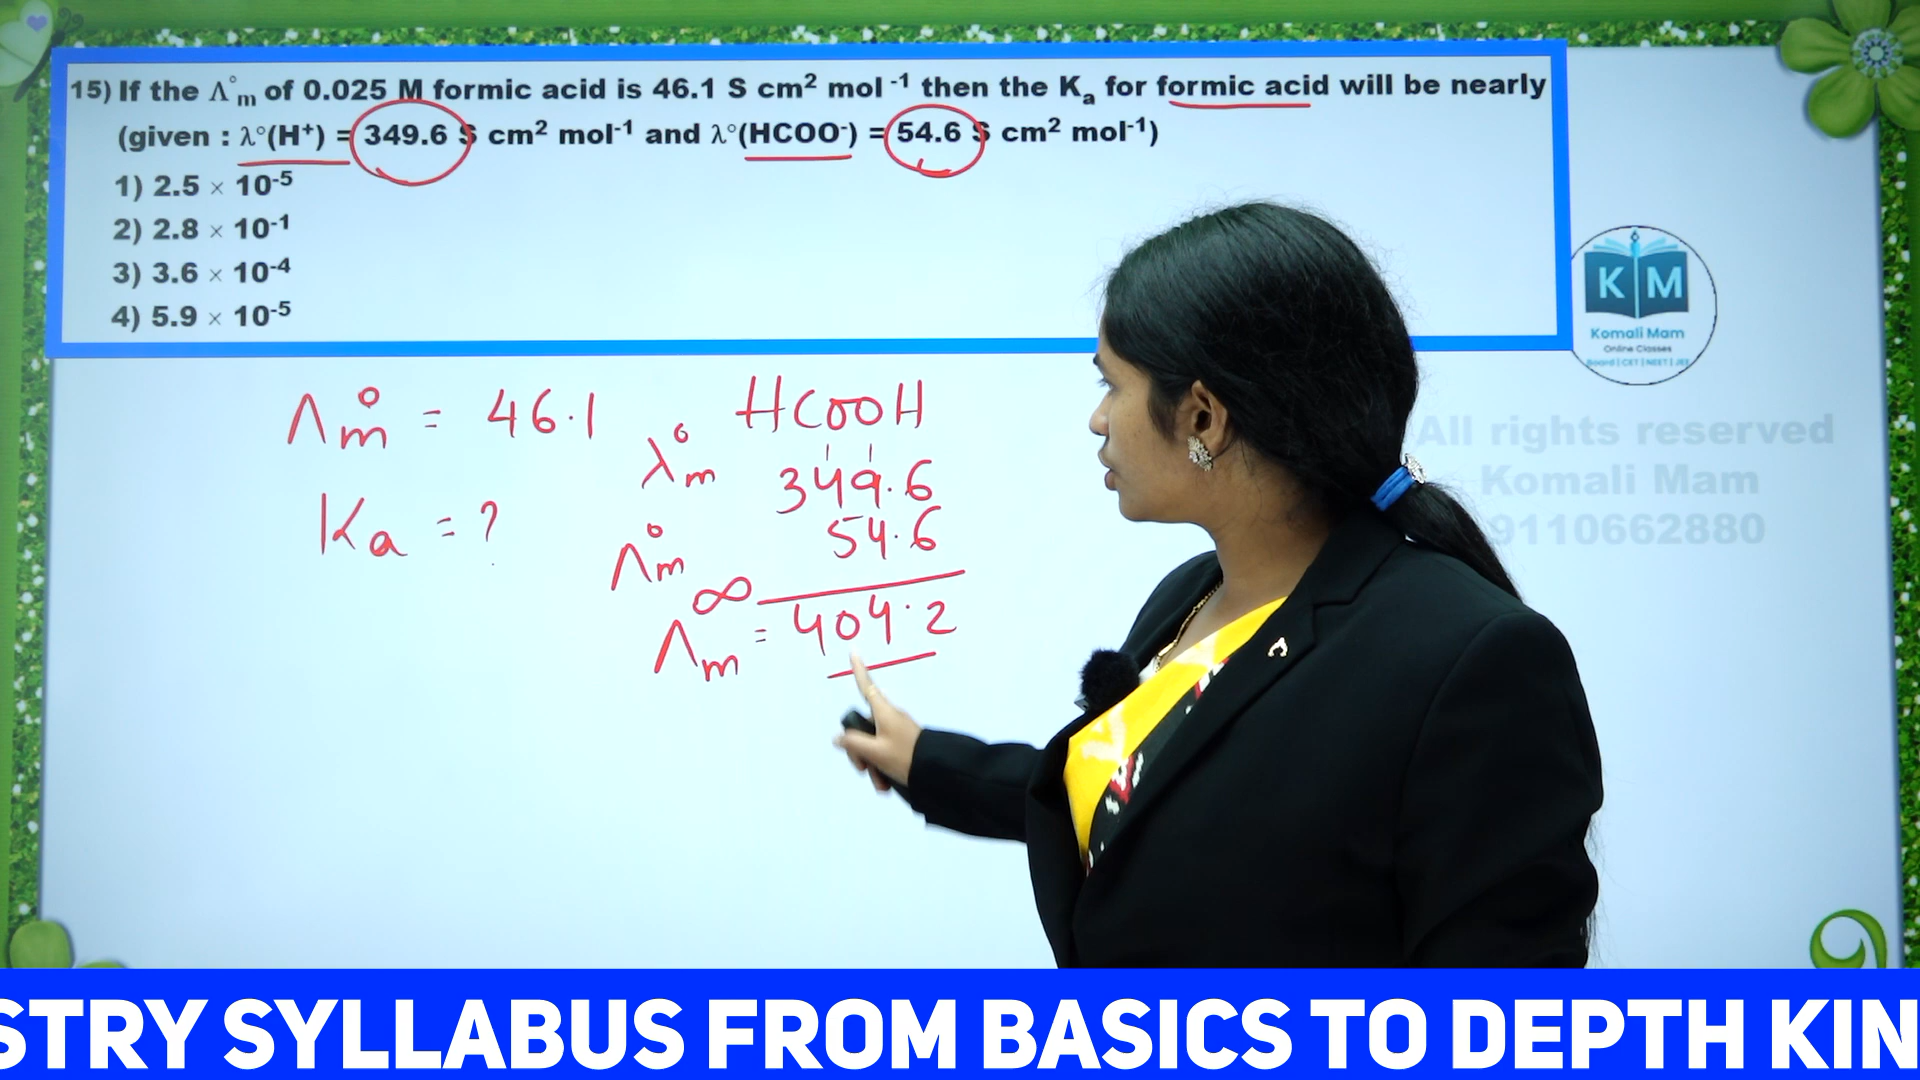 15) If the Λ°m of 0.025 M formic acid is 46.1 S cm² mol⁻¹ then the Kₐ for formic acid will be nearly
(given : λ°(H⁺) = 349.6 S cm² mol⁻¹ and λ°(HCOO⁻) = 54.6 S cm² mol⁻¹)
1) 2.5 × 10⁻⁵
2) 2.8 × 10⁻¹
3) 3.6 × 10⁻⁴
4) 5.9 × 10⁻⁵
K M
Komali Mam
Online Classes
Board | CET | NEET | JEE
Λ°m = 46.1
Ka = ?
HCOOH
λ°m 349.6
Λ°m 54.6
Λ∞m = 404.2
All rights reserved
Komali Mam
9110662880
STRY SYLLABUS FROM BASICS TO DEPTH KIN